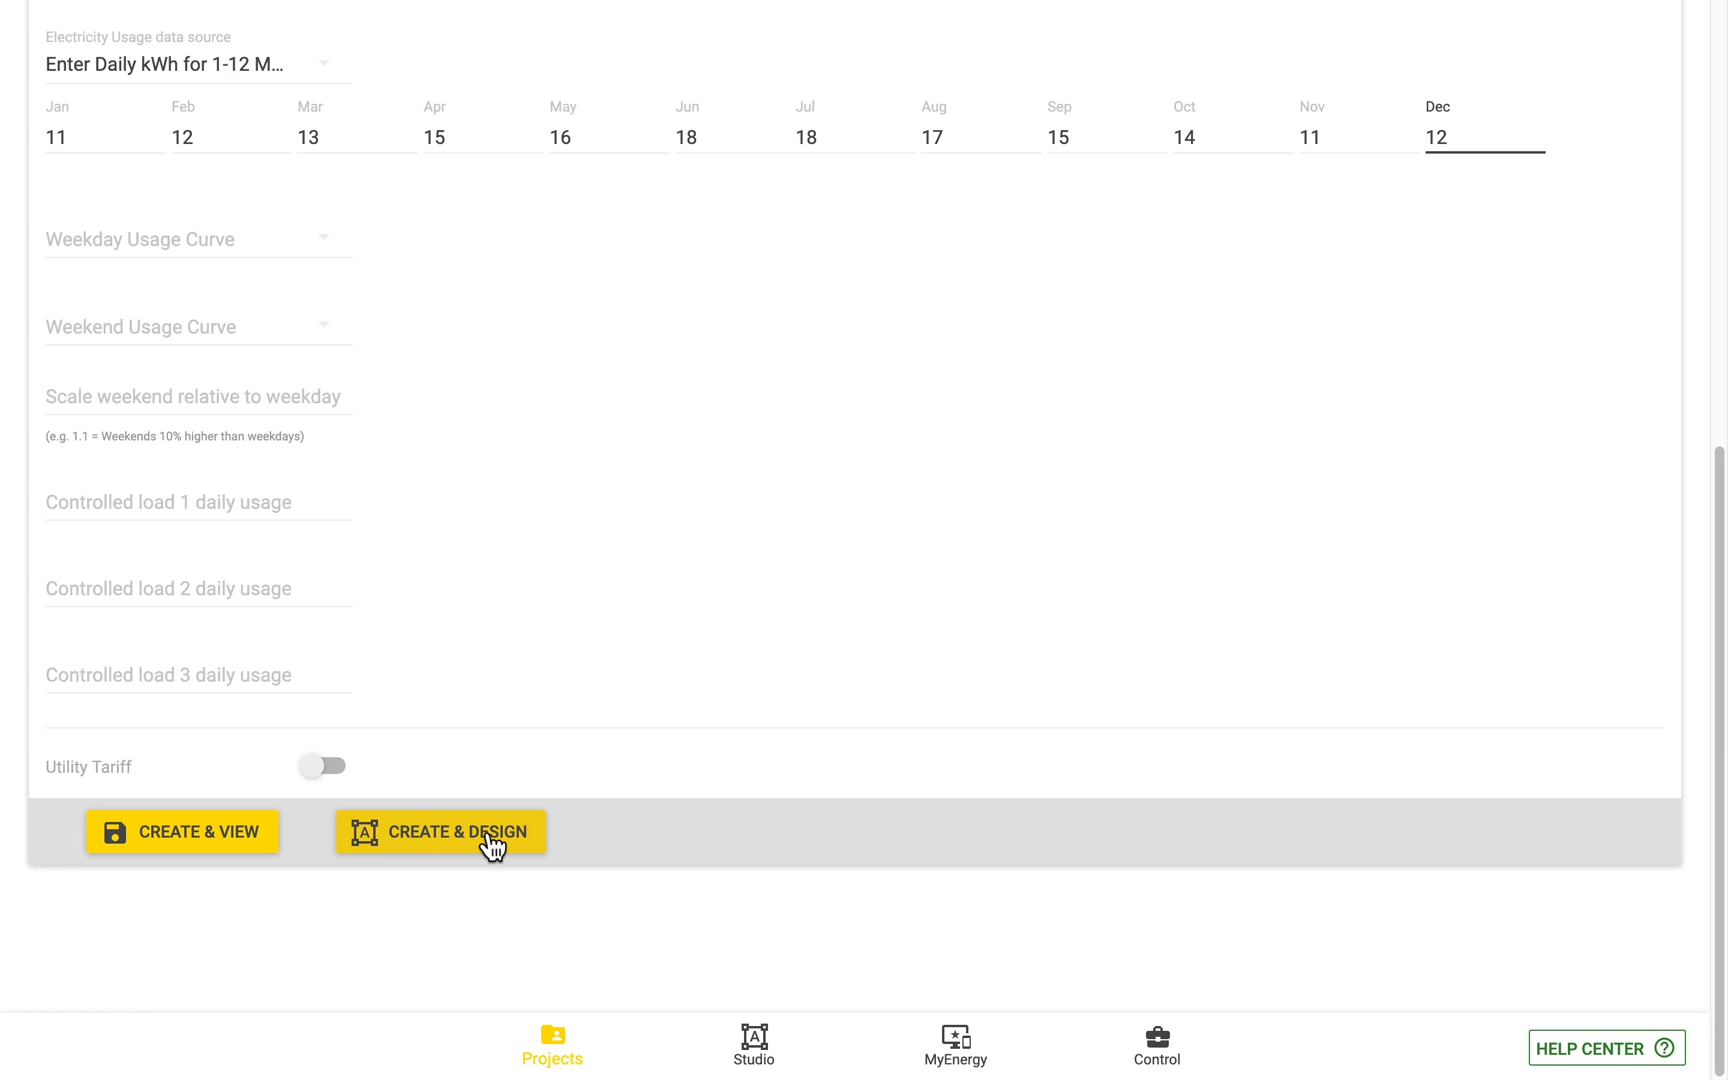 Electricity Usage data source
Enter Daily kWh for 1-12 M...
Jan Feb Mar Apr May Jun Jul Aug Sep Oct Nov Dec
11 12 13 15 16 18 18 17 15 14 11 12
Weekday Usage Curve
Weekend Usage Curve
Scale weekend relative to weekday
(e.g. 1.1 = Weekends 10% higher than weekdays)
Controlled load 1 daily usage
Controlled load 2 daily usage
Controlled load 3 daily usage
Utility Tariff
CREATE & VIEW CREATE & DESIGN
Projects Studio MyEnergy Control HELP CENTER